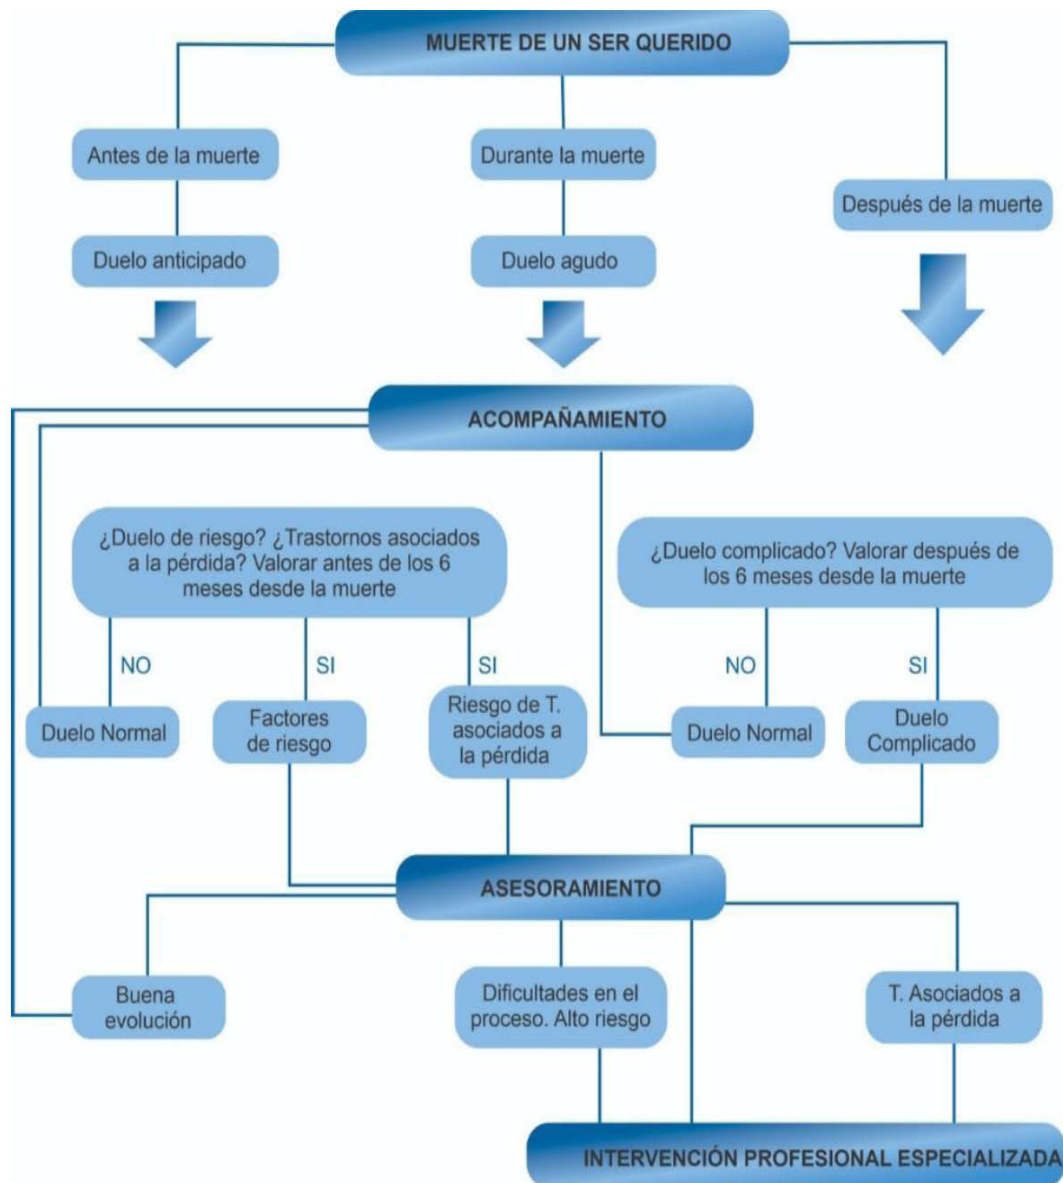 MUERTE DE UN SER QUERIDO
Antes de la muerte
Durante la muerte
Después de la muerte
Duelo anticipado
Duelo agudo
ACOMPAÑAMIENTO
¿Duelo de riesgo? ¿Trastornos asociados
a la pérdida? Valorar antes de los 6
meses desde la muerte
¿Duelo complicado? Valorar después de
los 6 meses desde la muerte
NO
SI
SI
NO
SI
Duelo Normal
Factores
de riesgo
Riesgo de T.
asociados a
la pérdida
Duelo Normal
Duelo
Complicado
ASESORAMIENTO
Buena
evolución
Dificultades en el
proceso. Alto riesgo
T. Asociados a
la pérdida
INTERVENCIÓN PROFESIONAL ESPECIALIZADA